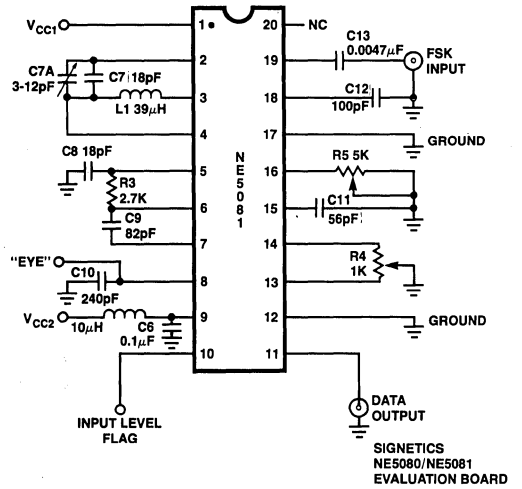 VCC1
1
20
NC
C13
0.0047μF
FSK
INPUT
2
19
C7A
3-12pF
C7 18pF
L1 39μH
3
18
C12
100pF
4
17
GROUND
C8 18pF
5
16
R5 5K
R3
2.7K
NE5081
6
15
C11
56pF
C9
82pF
7
14
"EYE"
R4
1K
C10
240pF
8
13
VCC2
10μH
C6
0.1μF
9
12
GROUND
10
11
INPUT LEVEL
FLAG
DATA
OUTPUT
SIGNETICS
NE5080/NE5081
EVALUATION BOARD